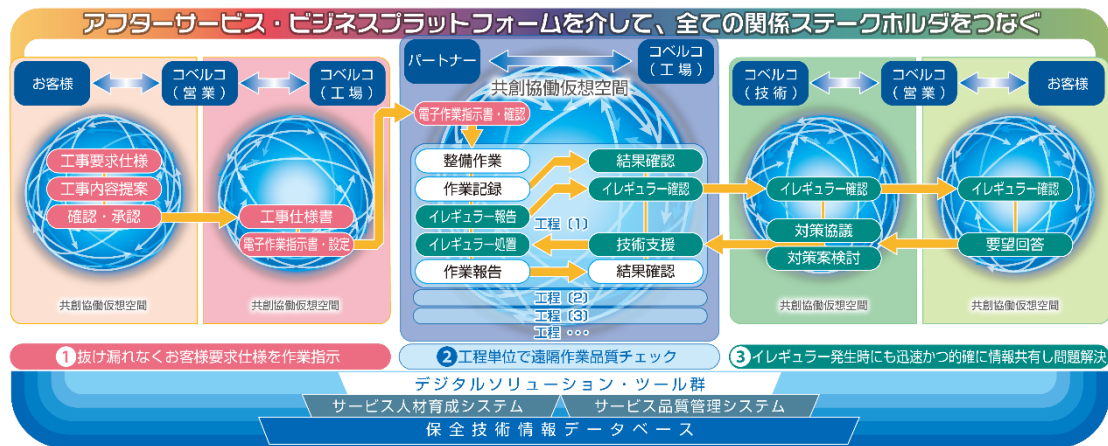 アフターサービス・ビジネスプラットフォームを介して、全ての関係ステークホルダをつなぐ
お客様
コベルコ
(営業)
コベルコ
(工場)
工事要求仕様
工事内容提案
確認・承認
工事仕様書
電子作業指示書・設定
共創協働仮想空間
共創協働仮想空間
パートナー
コベルコ
(工場)
共創協働仮想空間
電子作業指示書・確認
整備作業
結果確認
作業記録
イレギュラー確認
イレギュラー報告
工程〔1〕
イレギュラー処置
技術支援
作業報告
結果確認
工程〔2〕
工程〔3〕
工程・・・
コベルコ
(技術)
コベルコ
(営業)
お客様
イレギュラー確認
イレギュラー確認
対策協議
対策案検討
要望回答
共創協働仮想空間
共創協働仮想空間
1抜け漏れなくお客様要求仕様を作業指示
2工程単位で遠隔作業品質チェック
3イレギュラー発生時にも迅速かつ的確に情報共有し問題解決
デジタルソリューション・ツール群
サービス人材育成システム
サービス品質管理システム
保全技術情報データベース